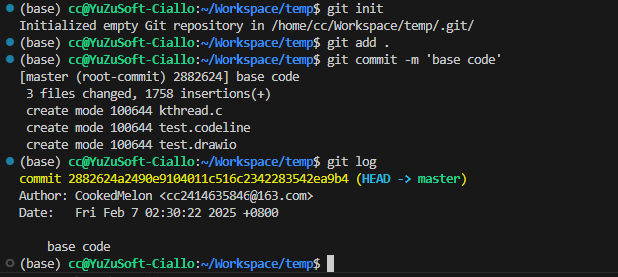 (base) cc@YuZuSoft-Ciallo:~/Workspace/temp$ git init
Initialized empty Git repository in /home/cc/Workspace/temp/.git/
(base) cc@YuZuSoft-Ciallo:~/Workspace/temp$ git add .
(base) cc@YuZuSoft-Ciallo:~/Workspace/temp$ git commit -m 'base code'
[master (root-commit) 2882624] base code
 3 files changed, 1758 insertions(+)
 create mode 100644 kthread.c
 create mode 100644 test.codeline
 create mode 100644 test.drawio
(base) cc@YuZuSoft-Ciallo:~/Workspace/temp$ git log
commit 2882624a2490e9104011c516c2342283542ea9b4 (HEAD -> master)
Author: CookedMelon <cc2414635846@163.com>
Date:   Fri Feb 7 02:30:22 2025 +0800

    base code
(base) cc@YuZuSoft-Ciallo:~/Workspace/temp$